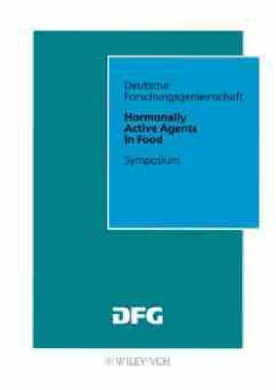 Deutsche
Forschungsgemeinschaft
Hormonally
Active Agents
in Food
Symposium
DFG
WILEY-VCH